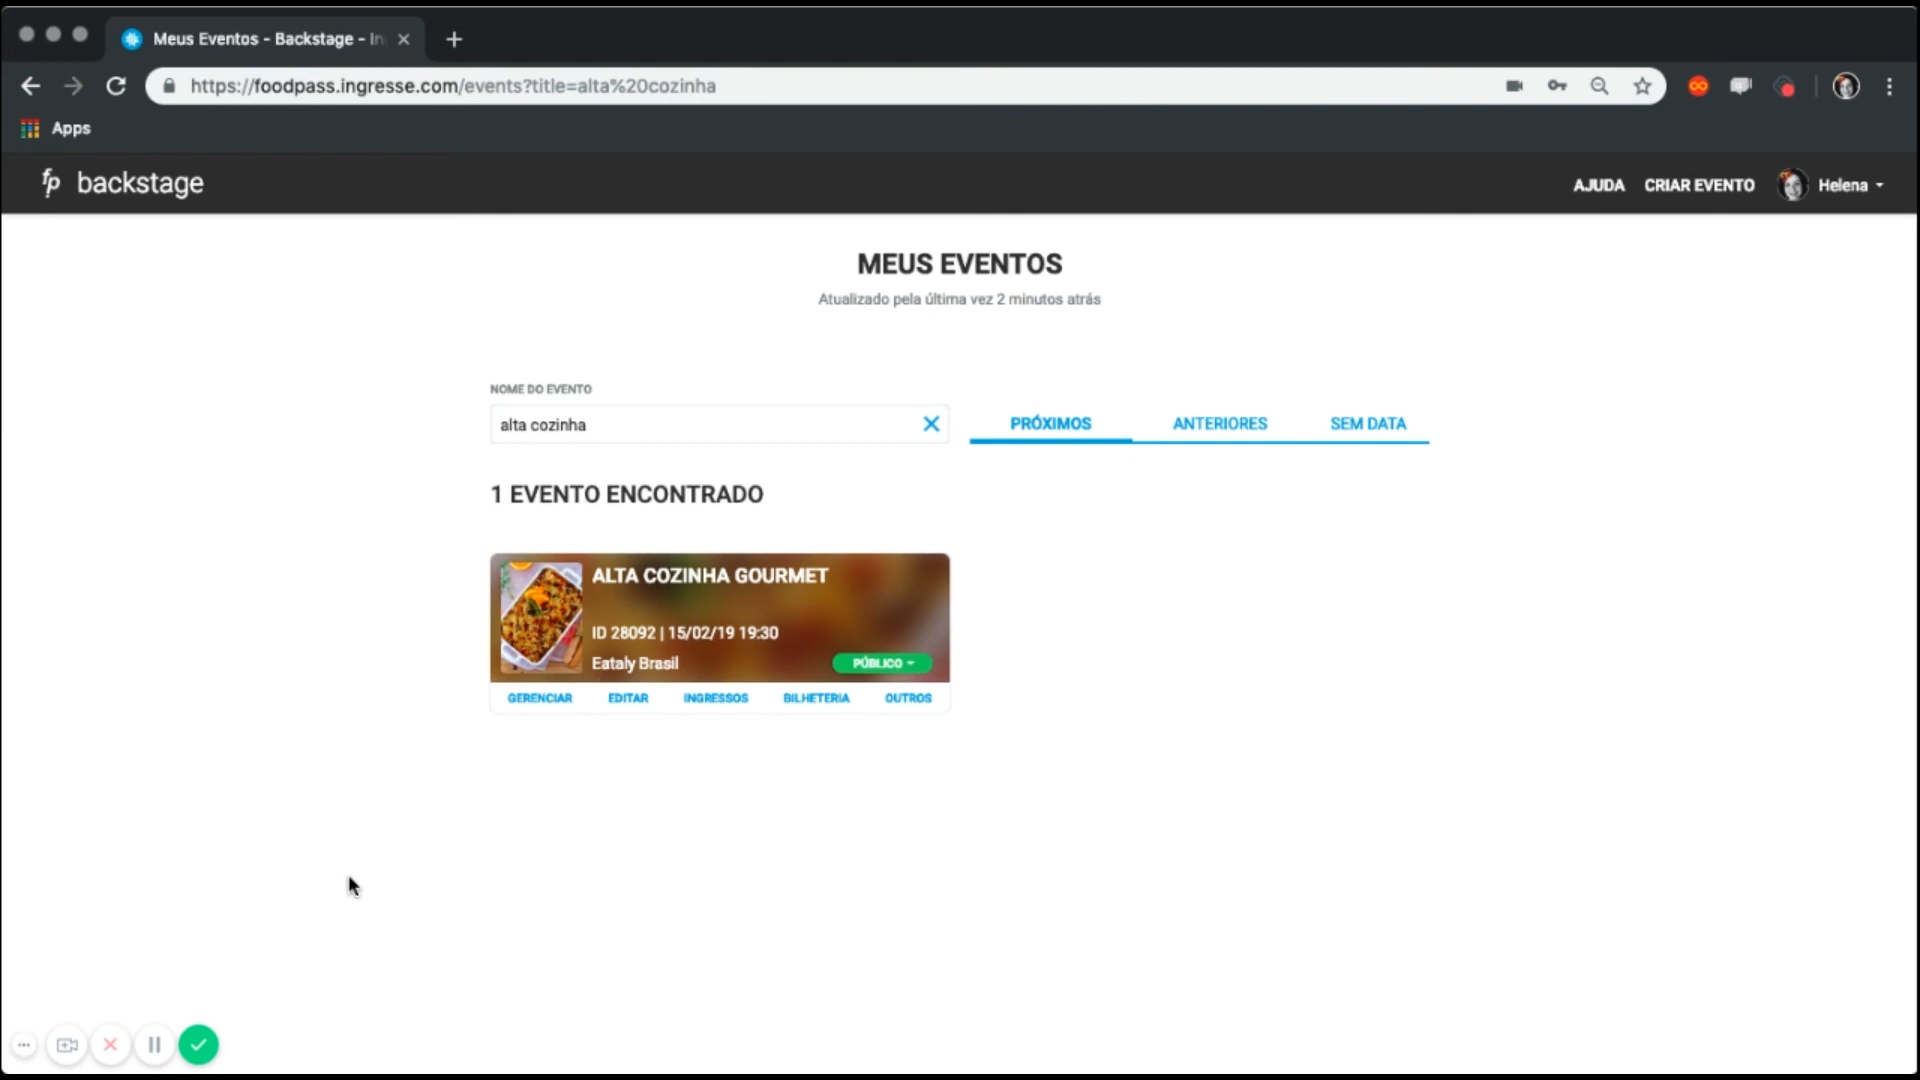 Meus Eventos - Backstage - In
https://foodpass.ingresse.com/events?title=alta%20cozinha
Apps
fp backstage
AJUDA CRIAR EVENTO Helena
MEUS EVENTOS
Atualizado pela última vez 2 minutos atrás
NOME DO EVENTO
alta cozinha
PRÓXIMOS ANTERIORES SEM DATA
1 EVENTO ENCONTRADO
ALTA COZINHA GOURMET
ID 28092 | 15/02/19 19:30
Eataly Brasil
PÚBLICO
GERENCIAR EDITAR INGRESSOS BILHETERIA OUTROS